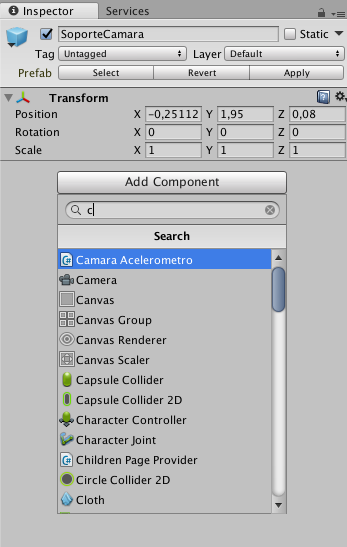 Inspector Services
SoporteCamara Static
Tag Untagged Layer Default
Prefab Select Revert Apply
Transform
Position X -0,25112 Y 1,95 Z 0,08
Rotation X 0 Y 0 Z 0
Scale X 1 Y 1 Z 1
Add Component
c
Search
Camara Acelerometro
Camera
Canvas
Canvas Group
Canvas Renderer
Canvas Scaler
Capsule Collider
Capsule Collider 2D
Character Controller
Character Joint
Children Page Provider
Circle Collider 2D
Cloth